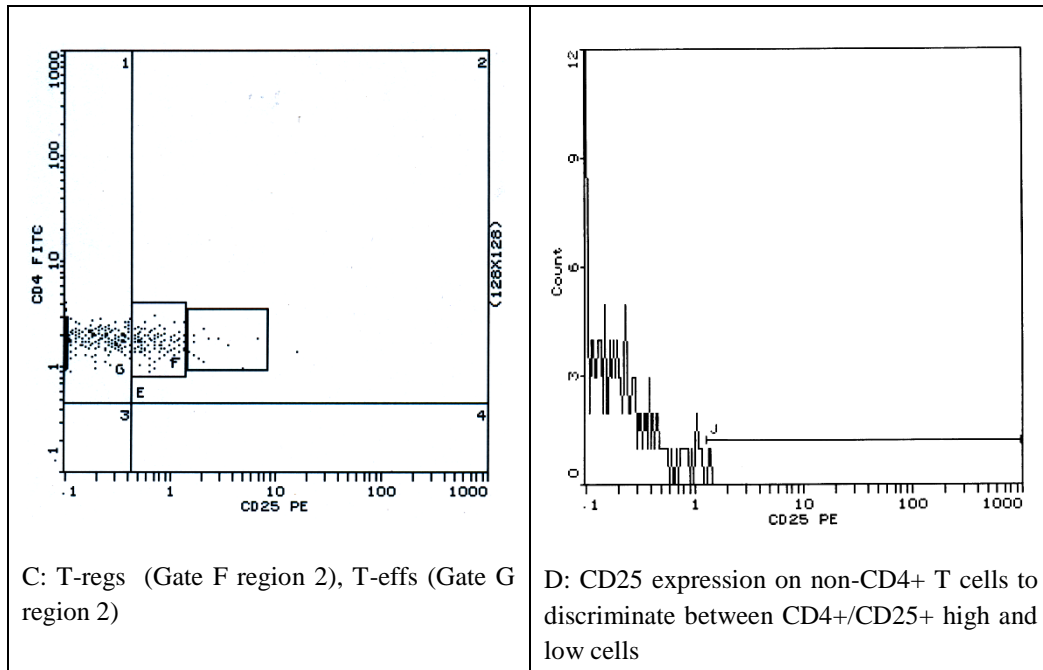 1
2
1000
100
10
1
.1
CD4 FITC
G
F
E
3
4
(128X128)
.1
1
10
100
1000
CD25 PE
C: T-regs (Gate F region 2), T-effs (Gate G
region 2)
12
9
6
3
0
Count
J
.1
1
10
100
1000
CD25 PE
D: CD25 expression on non-CD4+ T cells to
discriminate between CD4+/CD25+ high and
low cells